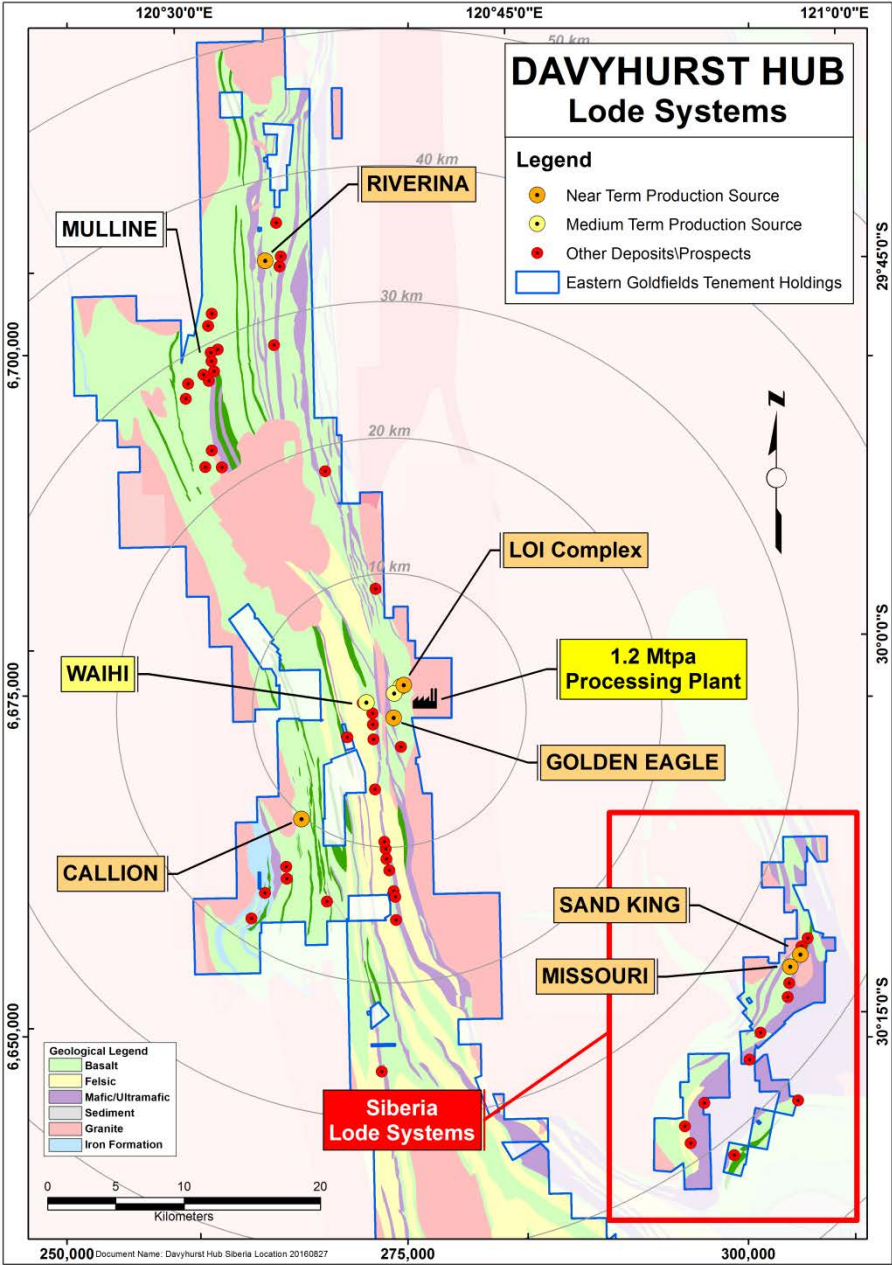 120°30'0"E
120°45'0"E
121°0'0"E
50 km
DAVYHURST HUB
Lode Systems
Legend
Near Term Production Source
Medium Term Production Source
Other Deposits\Prospects
Eastern Goldfields Tenement Holdings
40 km
RIVERINA
MULLINE
29°45'0"S
30 km
6,700,000
20 km
N
LOI Complex
10 km
30°0'0"S
1.2 Mtpa
Processing Plant
WAIHI
6,675,000
GOLDEN EAGLE
CALLION
SAND KING
MISSOURI
30°15'0"S
6,650,000
Geological Legend
Basalt
Felsic
Mafic/Ultramafic
Sediment
Granite
Iron Formation
Siberia
Lode Systems
0 5 10 20
Kilometers
250,000
Document Name: Davyhurst Hub Siberia Location 20160827
275,000
300,000